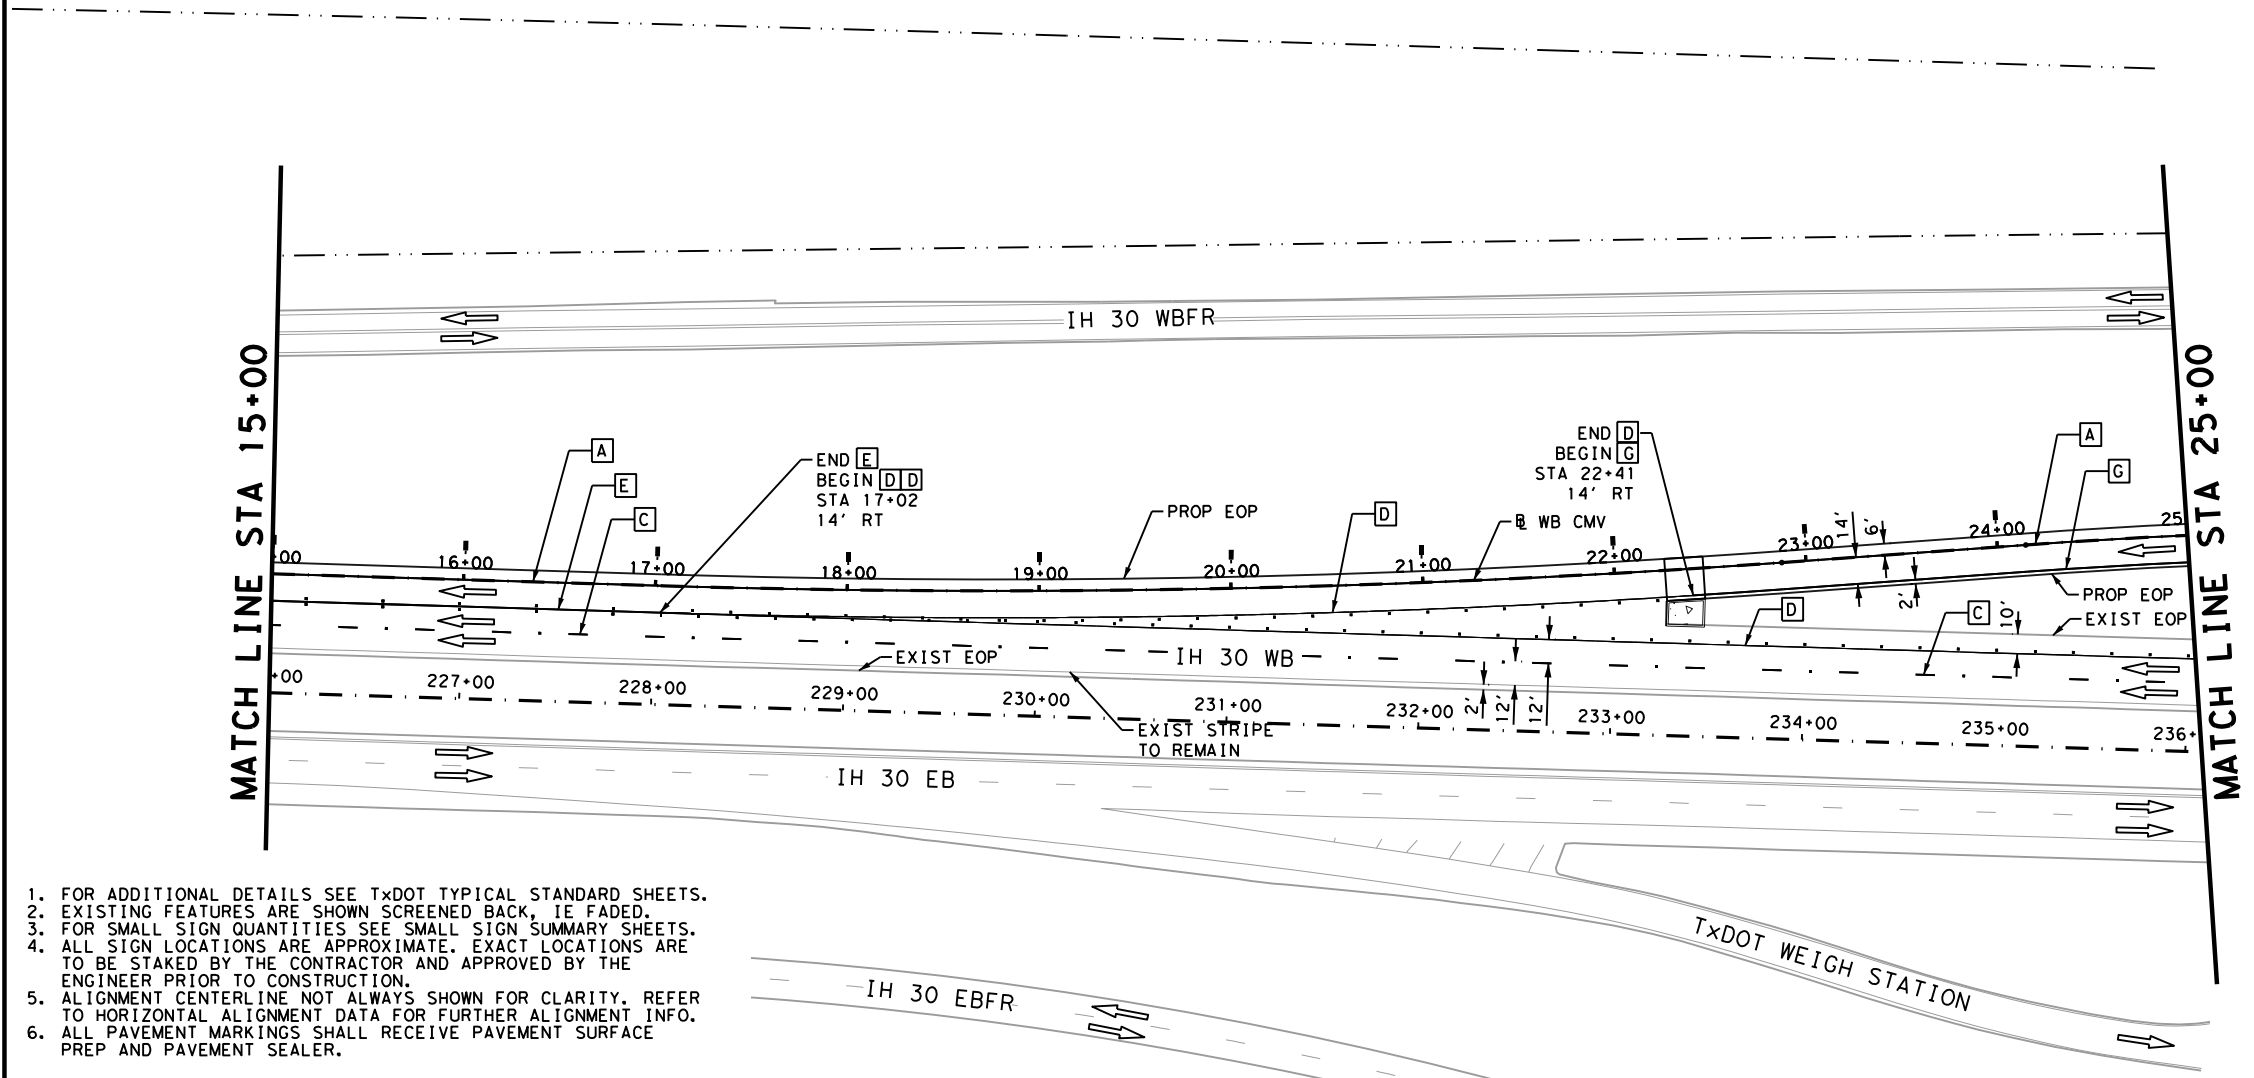 IH 30 WBFR
MATCH LINE STA 15+00
MATCH LINE STA 25+00
A
E
C
END E
BEGIN D D
STA 17+02
14' RT
PROP EOP
D
WB CMV
END D
BEGIN G
STA 22+41
14' RT
A
G
+00
16+00
17+00
18+00
19+00
20+00
21+00
22+00
23+00
24+00
25
14'
6'
2'
PROP EOP
EXIST EOP
D
C
10'
EXIST EOP
IH 30 WB
+00
227+00
228+00
229+00
230+00
231+00
232+00
233+00
234+00
235+00
236+
2'
12'
12'
EXIST STRIPE
TO REMAIN
IH 30 EB
TxDOT WEIGH STATION
IH 30 EBFR
1. FOR ADDITIONAL DETAILS SEE TxDOT TYPICAL STANDARD SHEETS.
2. EXISTING FEATURES ARE SHOWN SCREENED BACK, IE FADED.
3. FOR SMALL SIGN QUANTITIES SEE SMALL SIGN SUMMARY SHEETS.
4. ALL SIGN LOCATIONS ARE APPROXIMATE. EXACT LOCATIONS ARE
TO BE STAKED BY THE CONTRACTOR AND APPROVED BY THE
ENGINEER PRIOR TO CONSTRUCTION.
5. ALIGNMENT CENTERLINE NOT ALWAYS SHOWN FOR CLARITY. REFER
TO HORIZONTAL ALIGNMENT DATA FOR FURTHER ALIGNMENT INFO.
6. ALL PAVEMENT MARKINGS SHALL RECEIVE PAVEMENT SURFACE
PREP AND PAVEMENT SEALER.